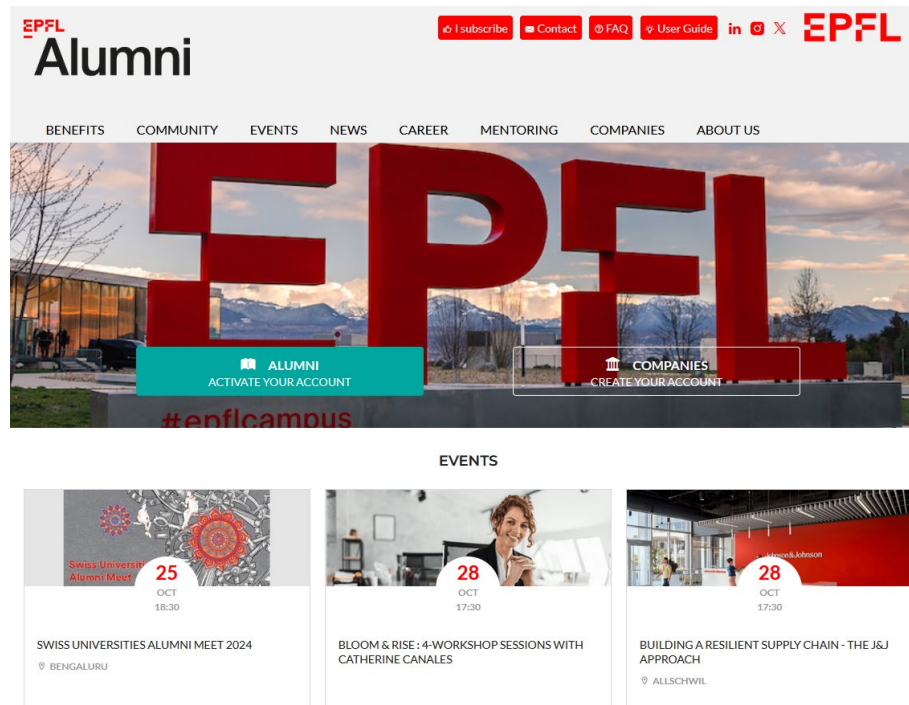 EPFL
Alumni
I subscribe
Contact
FAQ
User Guide
in
EPFL
BENEFITS
COMMUNITY
EVENTS
NEWS
CAREER
MENTORING
COMPANIES
ABOUT US
EPFL
ALUMNI
ACTIVATE YOUR ACCOUNT
COMPANIES
CREATE YOUR ACCOUNT
#epflcampus
EVENTS
Swiss Universiti
Alumni Meet
25
OCT
18:30
SWISS UNIVERSITIES ALUMNI MEET 2024
BENGALURU
28
OCT
17:30
BLOOM & RISE : 4-WORKSHOP SESSIONS WITH
CATHERINE CANALES
Johnson&Johnson
28
OCT
17:30
BUILDING A RESILIENT SUPPLY CHAIN - THE J&J
APPROACH
ALLSCHWIL